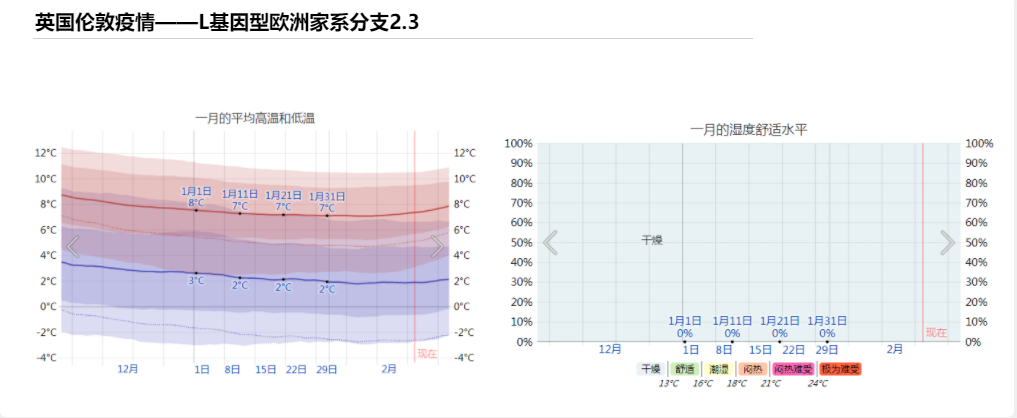 英国伦敦疫情——L基因型欧洲家系分支2.3
一月的平均高温和低温
12°C
12°C
10°C
10°C
8°C
8°C
6°C
6°C
4°C
4°C
2°C
2°C
0°C
0°C
-2°C
-2°C
-4°C
-4°C
1月1日
8°C
1月11日
7°C
1月21日
7°C
1月31日
7°C
3°C
2°C
2°C
2°C
现在
12月
1日
8日
15日
22日
29日
2月
一月的湿度舒适水平
100%
100%
90%
90%
80%
80%
70%
70%
60%
60%
50%
50%
40%
40%
30%
30%
20%
20%
10%
10%
0%
0%
干燥
1月1日
0%
1月11日
0%
1月21日
0%
1月31日
0%
现在
12月
1日
8日
15日
22日
29日
2月
干燥
舒适
潮湿
闷热
闷热难受
极为难受
13°C
16°C
18°C
21°C
24°C